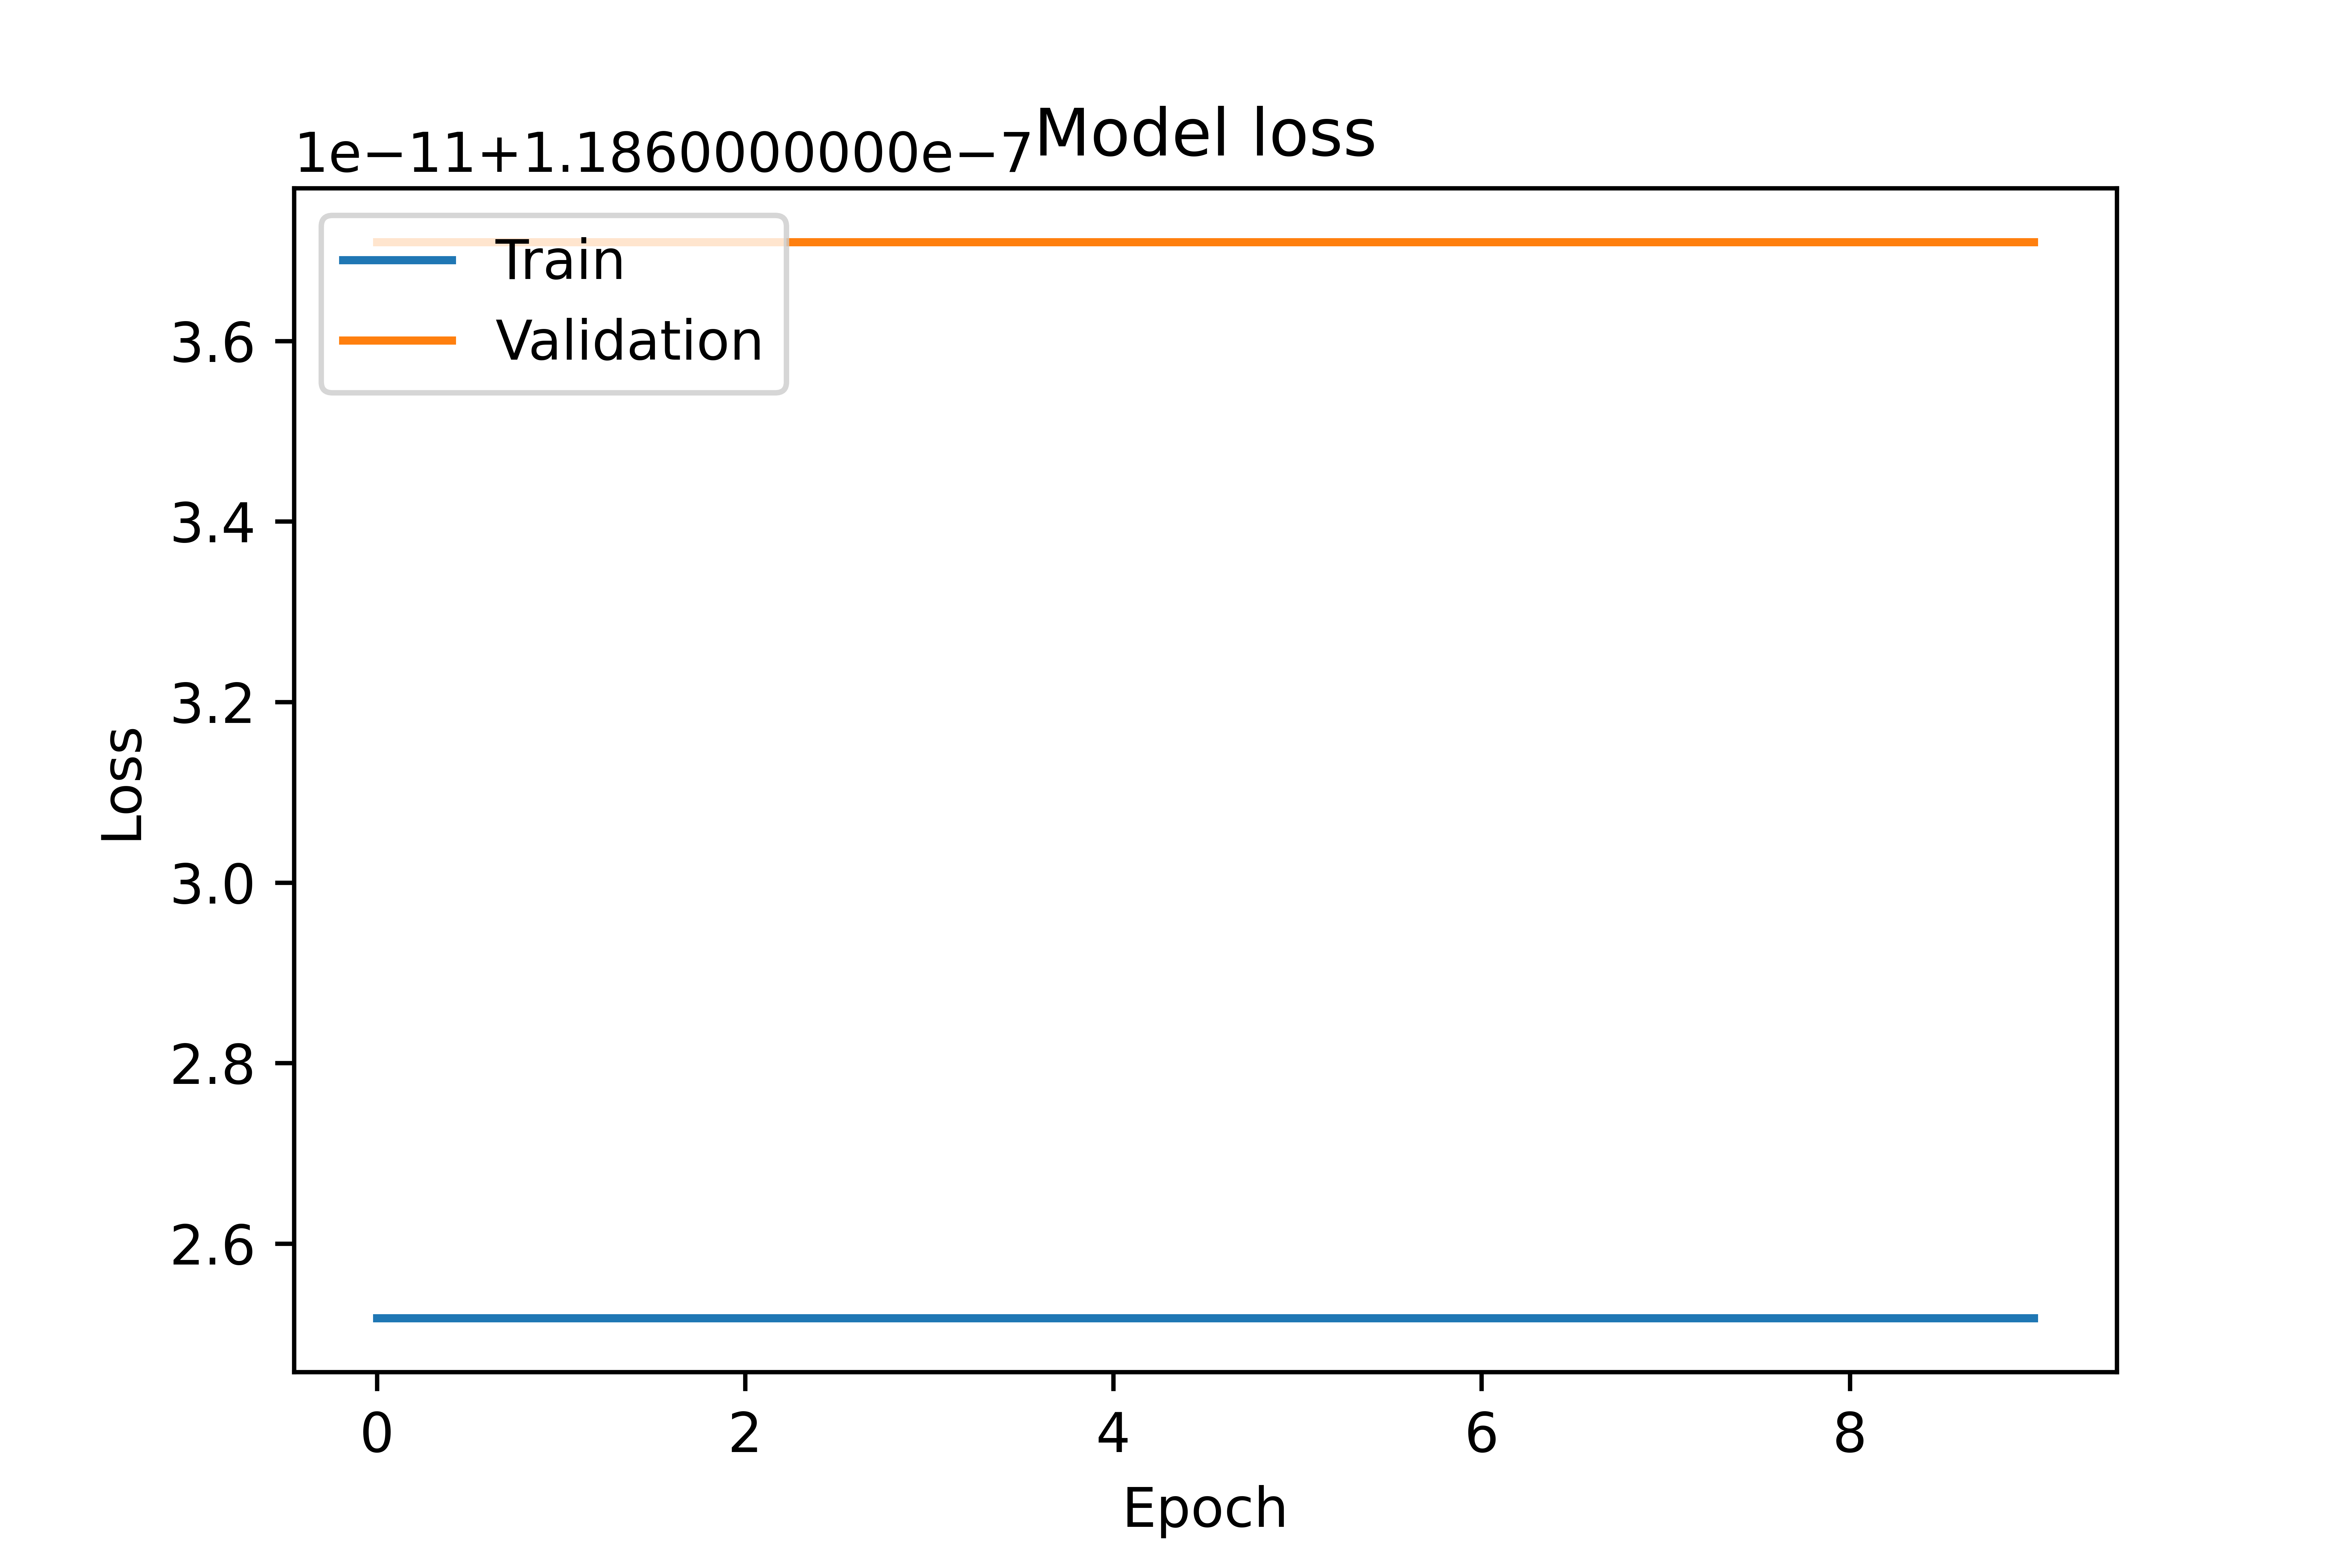 Model loss
1e−11+1.1860000000e−7
Train
Validation
3.6
3.4
3.2
3.0
2.8
2.6
Loss
0 2 4 6 8
Epoch